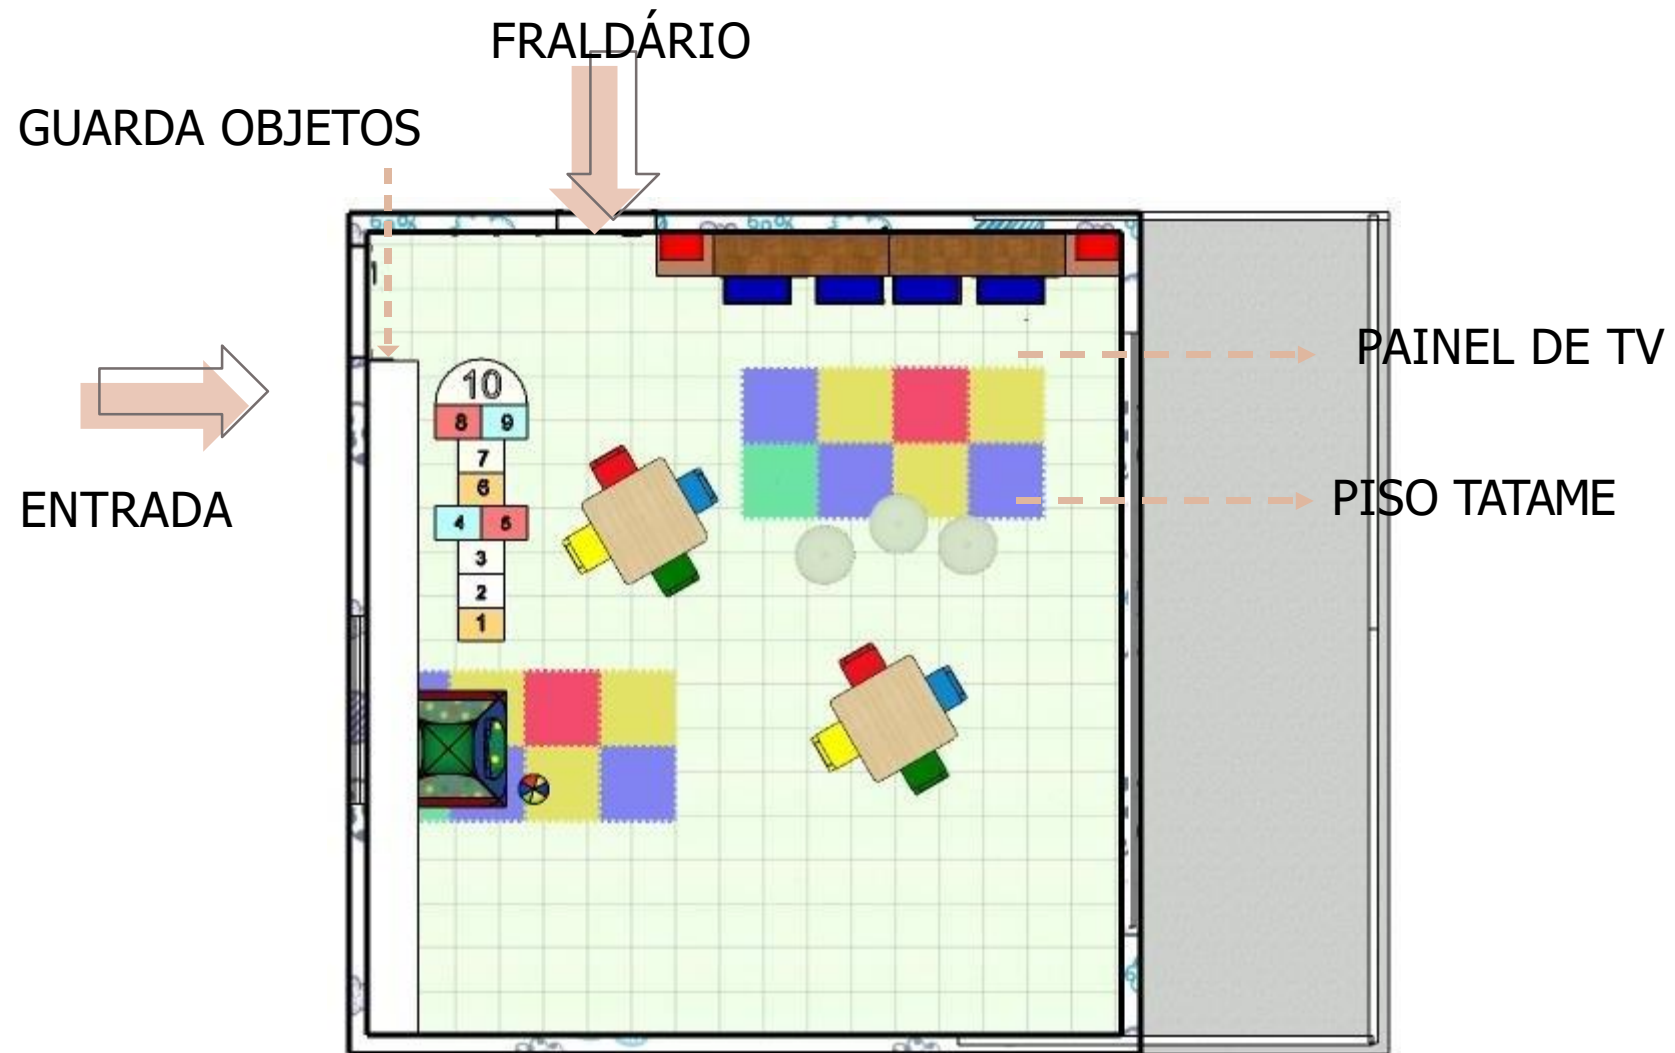 FRALDÁRIO
GUARDA OBJETOS
PAINEL DE TV
10
8 9
7
6
4 5
3
2
1
PISO TATAME
ENTRADA